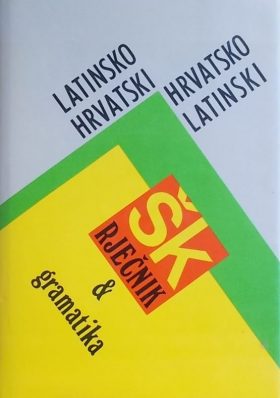 LATINSKO
HRVATSKI
HRVATSKO
LATINSKI
ŠK
RJEČNIK
&
gramatika